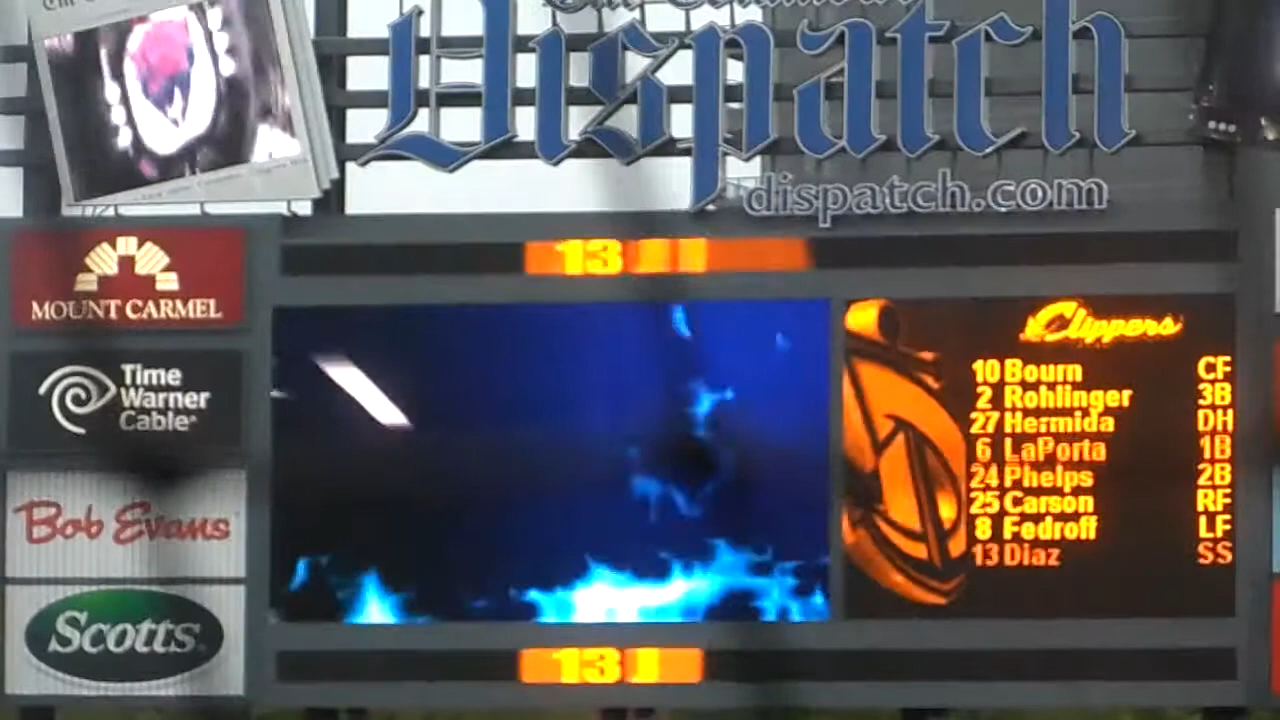 The Columbus
Dispatch
dispatch.com
MOUNT CARMEL
Time
Warner
Cable
Bob Evans
Scotts
13
Clippers
10 Bourn CF
2 Rohlinger 3B
27 Hermida DH
6 LaPorta 1B
24 Phelps 2B
25 Carson RF
8 Fedroff LF
13 Diaz SS
13